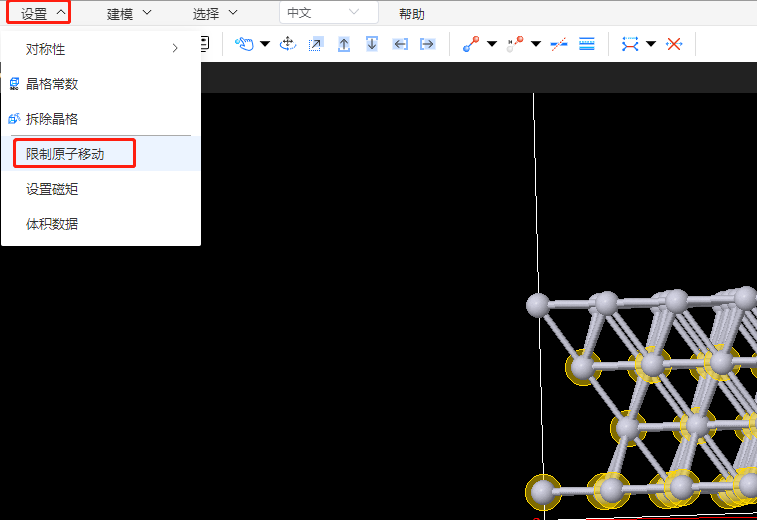 设置 建模 选择 中文 帮助
对称性
晶格常数
拆除晶格
限制原子移动
设置磁矩
体积数据